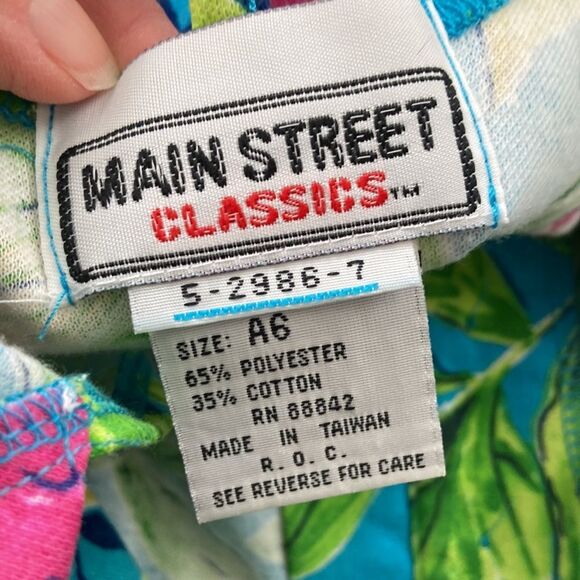 MAIN STREET
CLASSICS™
5-2986-7
SIZE: A6
65% POLYESTER
35% COTTON
RN 88842
MADE IN TAIWAN
R. O. C.
SEE REVERSE FOR CARE